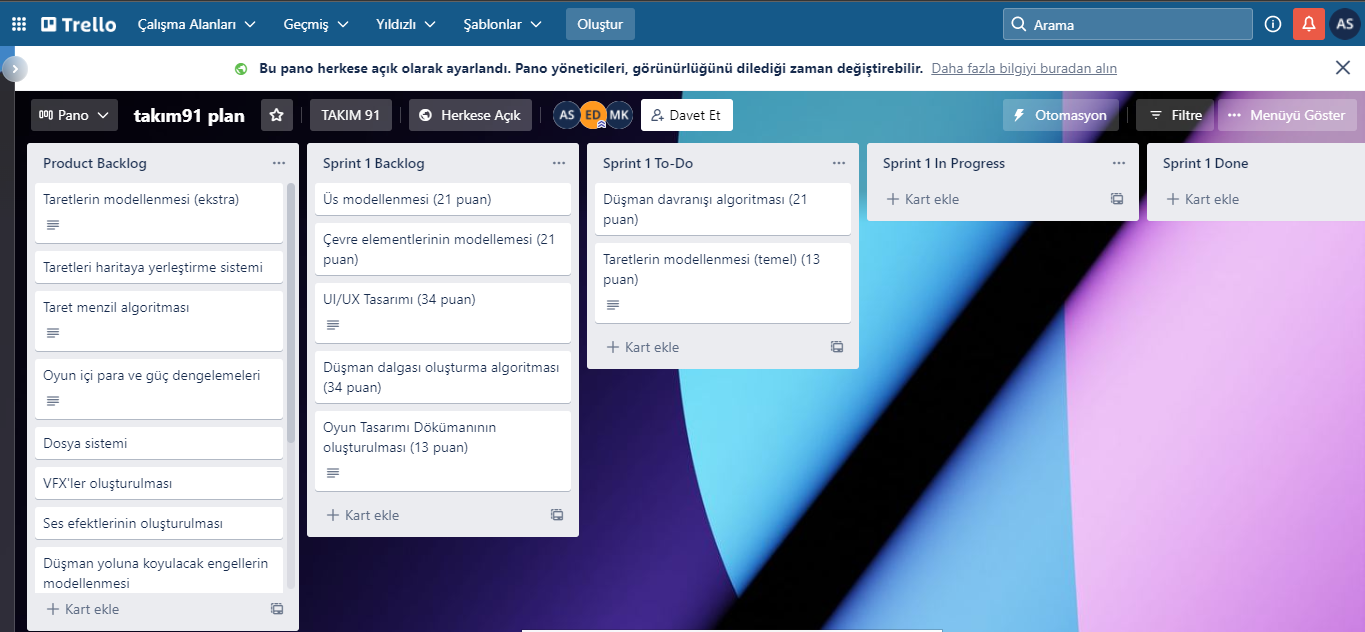 Trello Çalışma Alanları Geçmiş Yıldızlı Şablonlar Oluştur Arama AS
Bu pano herkese açık olarak ayarlandı. Pano yöneticileri, görünürlüğünü dilediği zaman değiştirebilir. Daha fazla bilgiyi buradan alın
Pano takım91 plan TAKIM 91 Herkese Açık AS ED MK Davet Et Otomasyon Filtre Menüyü Göster
Product Backlog
Taretlerin modellenmesi (ekstra)
Taretleri haritaya yerleştirme sistemi
Taret menzil algoritması
Oyun içi para ve güç dengelemeleri
Dosya sistemi
VFX'ler oluşturulması
Ses efektlerinin oluşturulması
Düşman yoluna koyulacak engellerin
modellenmesi
Kart ekle
Sprint 1 Backlog
Üs modellenmesi (21 puan)
Çevre elementlerinin modellemesi (21
puan)
UI/UX Tasarımı (34 puan)
Düşman dalgası oluşturma algoritması
(34 puan)
Oyun Tasarımı Dökümanının
oluşturulması (13 puan)
Kart ekle
Sprint 1 To-Do
Düşman davranışı algoritması (21
puan)
Taretlerin modellenmesi (temel) (13
puan)
Kart ekle
Sprint 1 In Progress
Kart ekle
Sprint 1 Done
Kart ekle